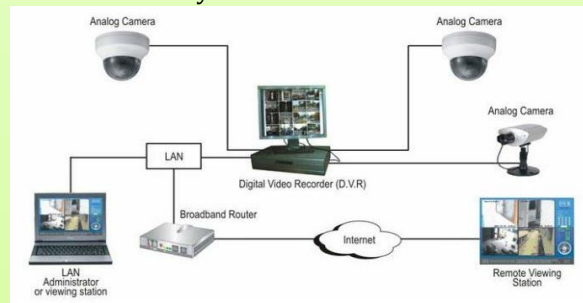 Analog Camera
Analog Camera
Analog Camera
LAN
Digital Video Recorder (D.V.R)
Broadband Router
Internet
LAN
Administrator
or viewing station
Remote Viewing
Station